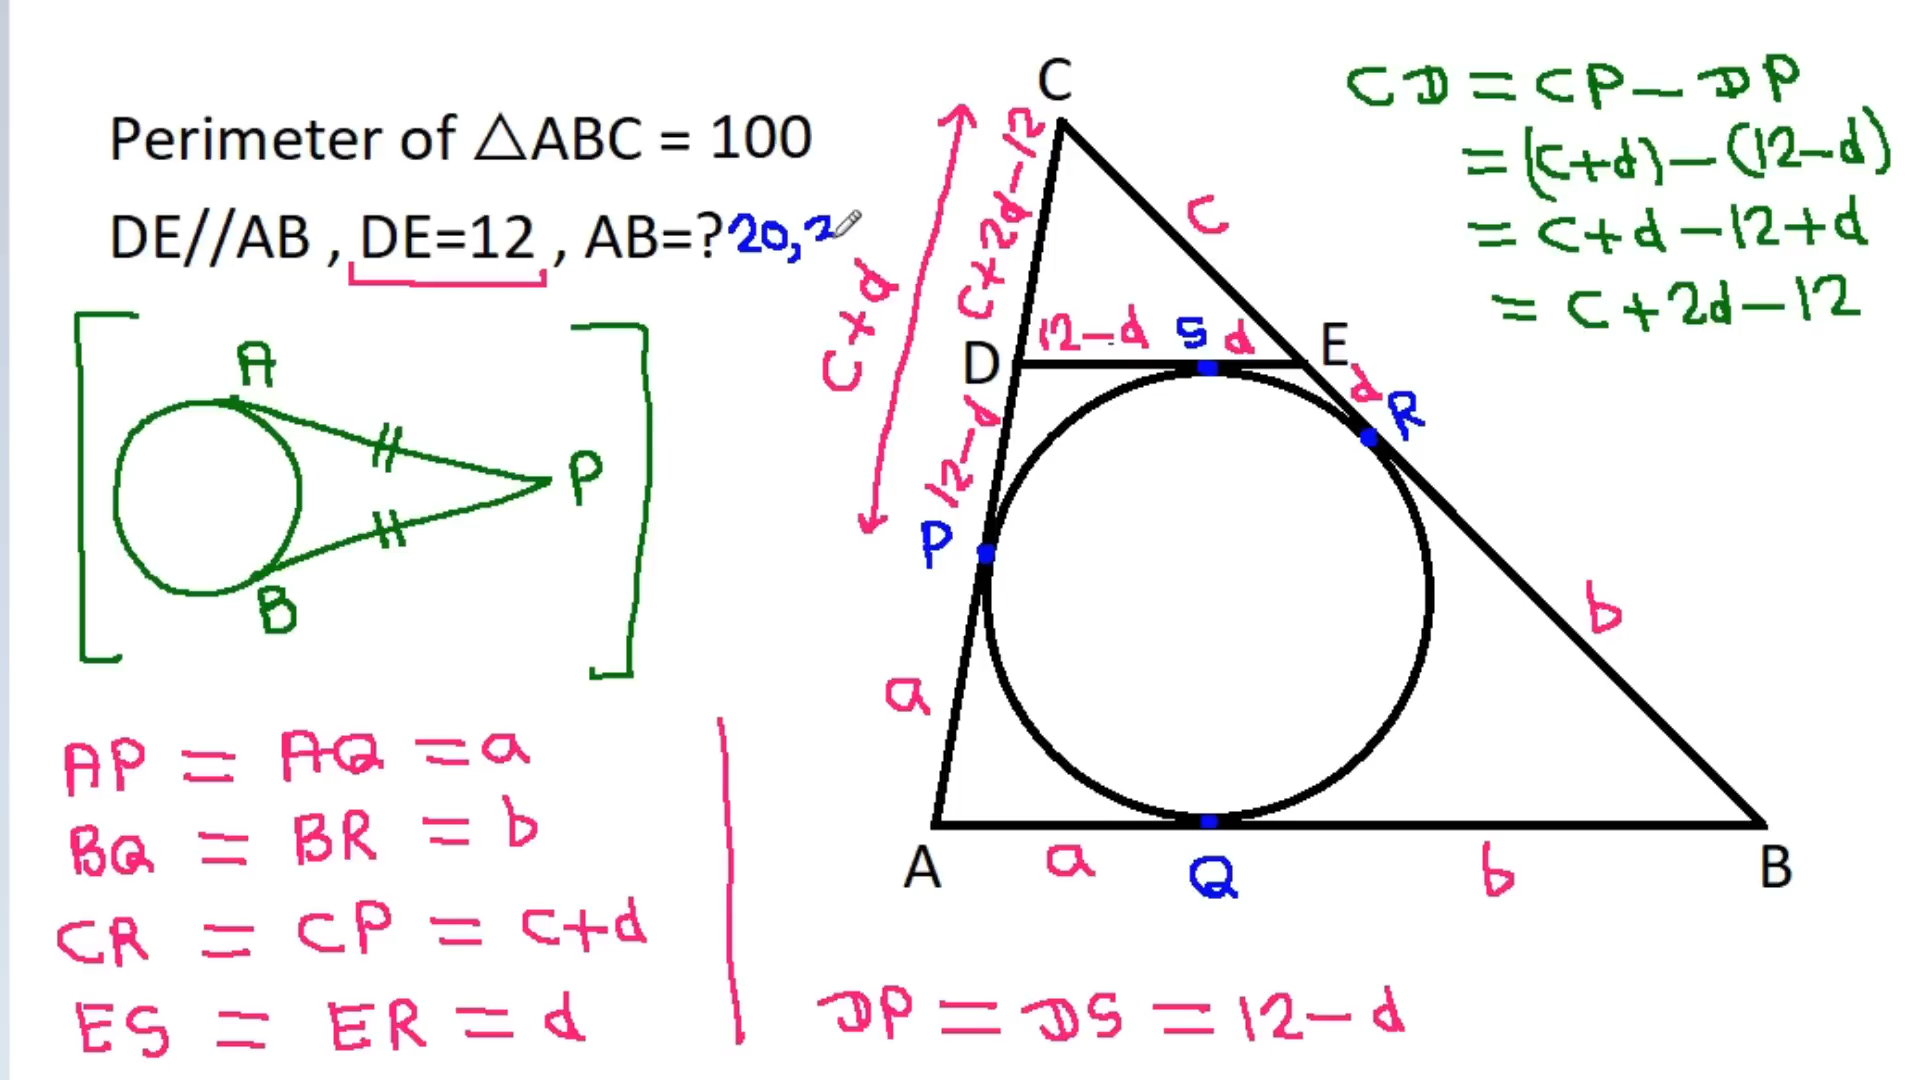 Perimeter of △ABC = 100
DE//AB , DE=12 , AB=? 20,
A
P
B
AP = AQ = a
BQ = BR = b
CR = CP = C+d
ES = ER = d
DP = DS = 12-d
C
C+2d-12
C+d
C
12-d S d
D
E
d
R
12-d
P
b
a
A
a
Q
b
B
CD = CP-DP
= (C+d)-(12-d)
= C+d-12+d
= C+2d-12